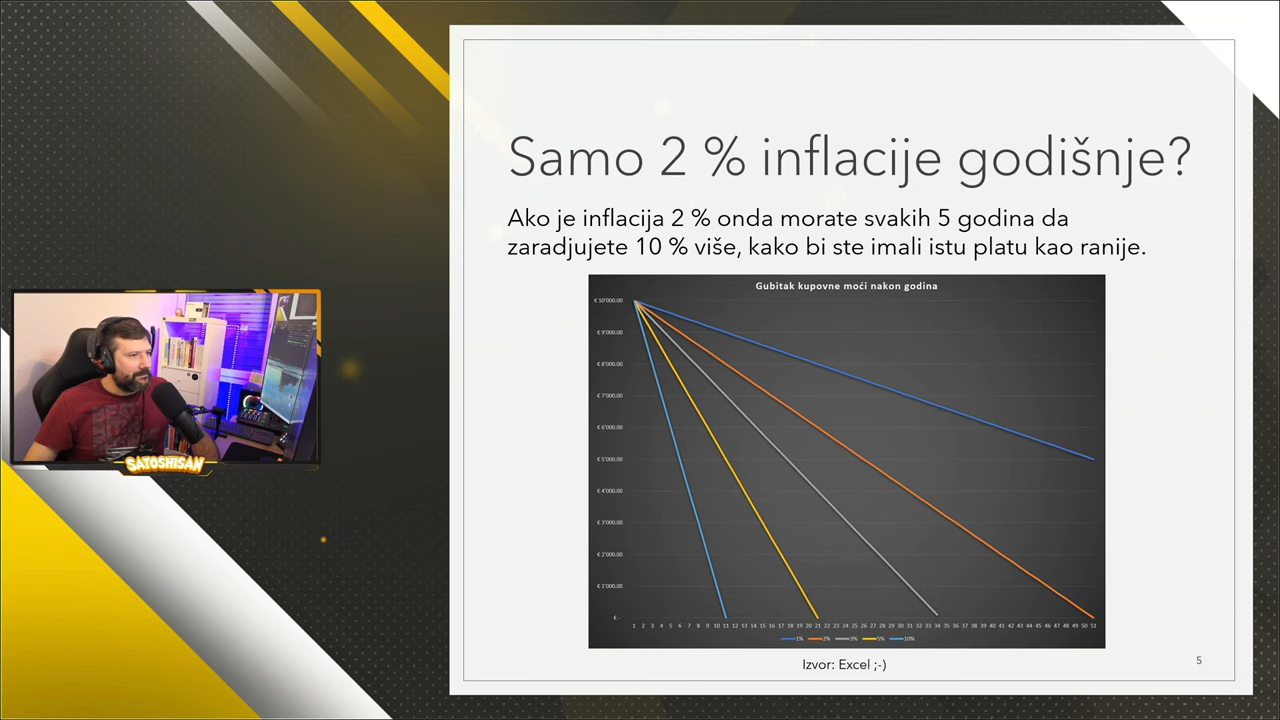 Samo 2 % inflacije godišnje?
Ako je inflacija 2 % onda morate svakih 5 godina da
zaradjujete 10 % više, kako bi ste imali istu platu kao ranije.
Gubitak kupovne moći nakon godina
€ 10'000.00
€ 9'000.00
€ 8'000.00
€ 7'000.00
€ 6'000.00
€ 5'000.00
€ 4'000.00
€ 3'000.00
€ 2'000.00
€ 1'000.00
€ -
1 2 3 4 5 6 7 8 9 10 11 12 13 14 15 16 17 18 19 20 21 22 23 24 25 26 27 28 29 30 31 32 33 34 35 36 37 38 39 40 41 42 43 44 45 46 47 48 49 50 51
1% 2% 3% 5% 10%
Izvor: Excel ;-)
5
SATOSHISAN